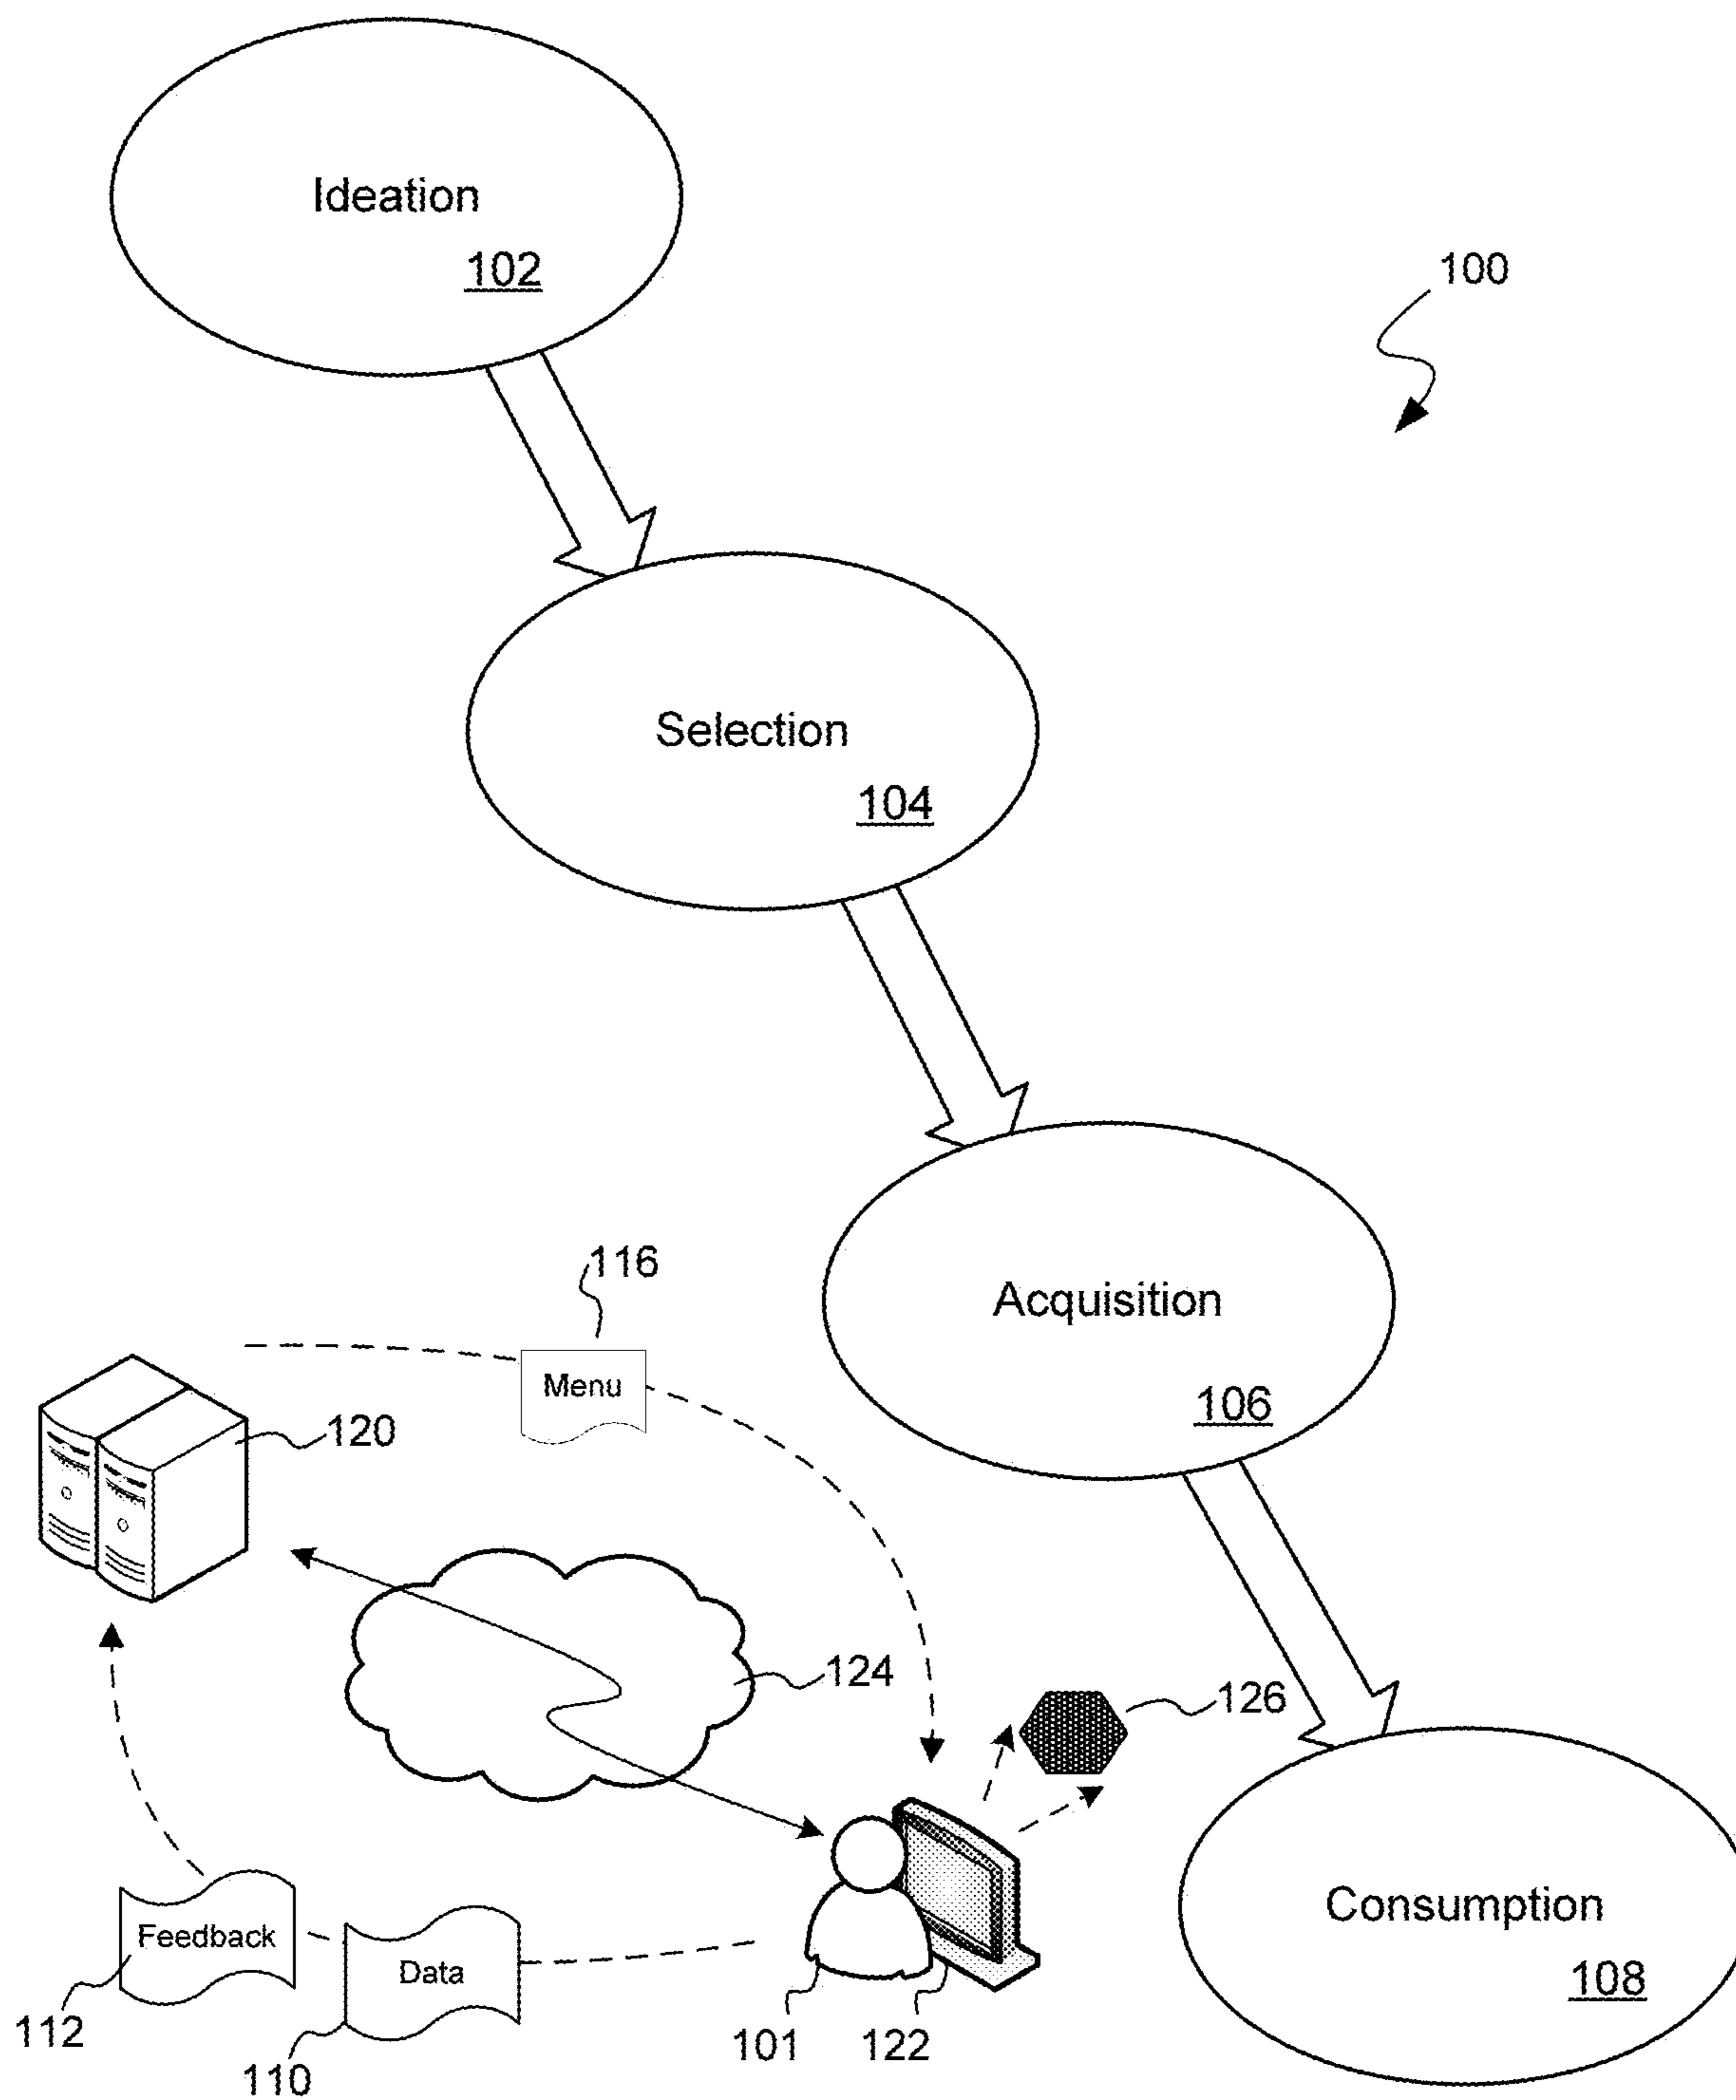 Ideation
102
100
Selection
104
Acquisition
106
116
Menu
120
124
126
Feedback
Data
Consumption
108
112
110
101
122